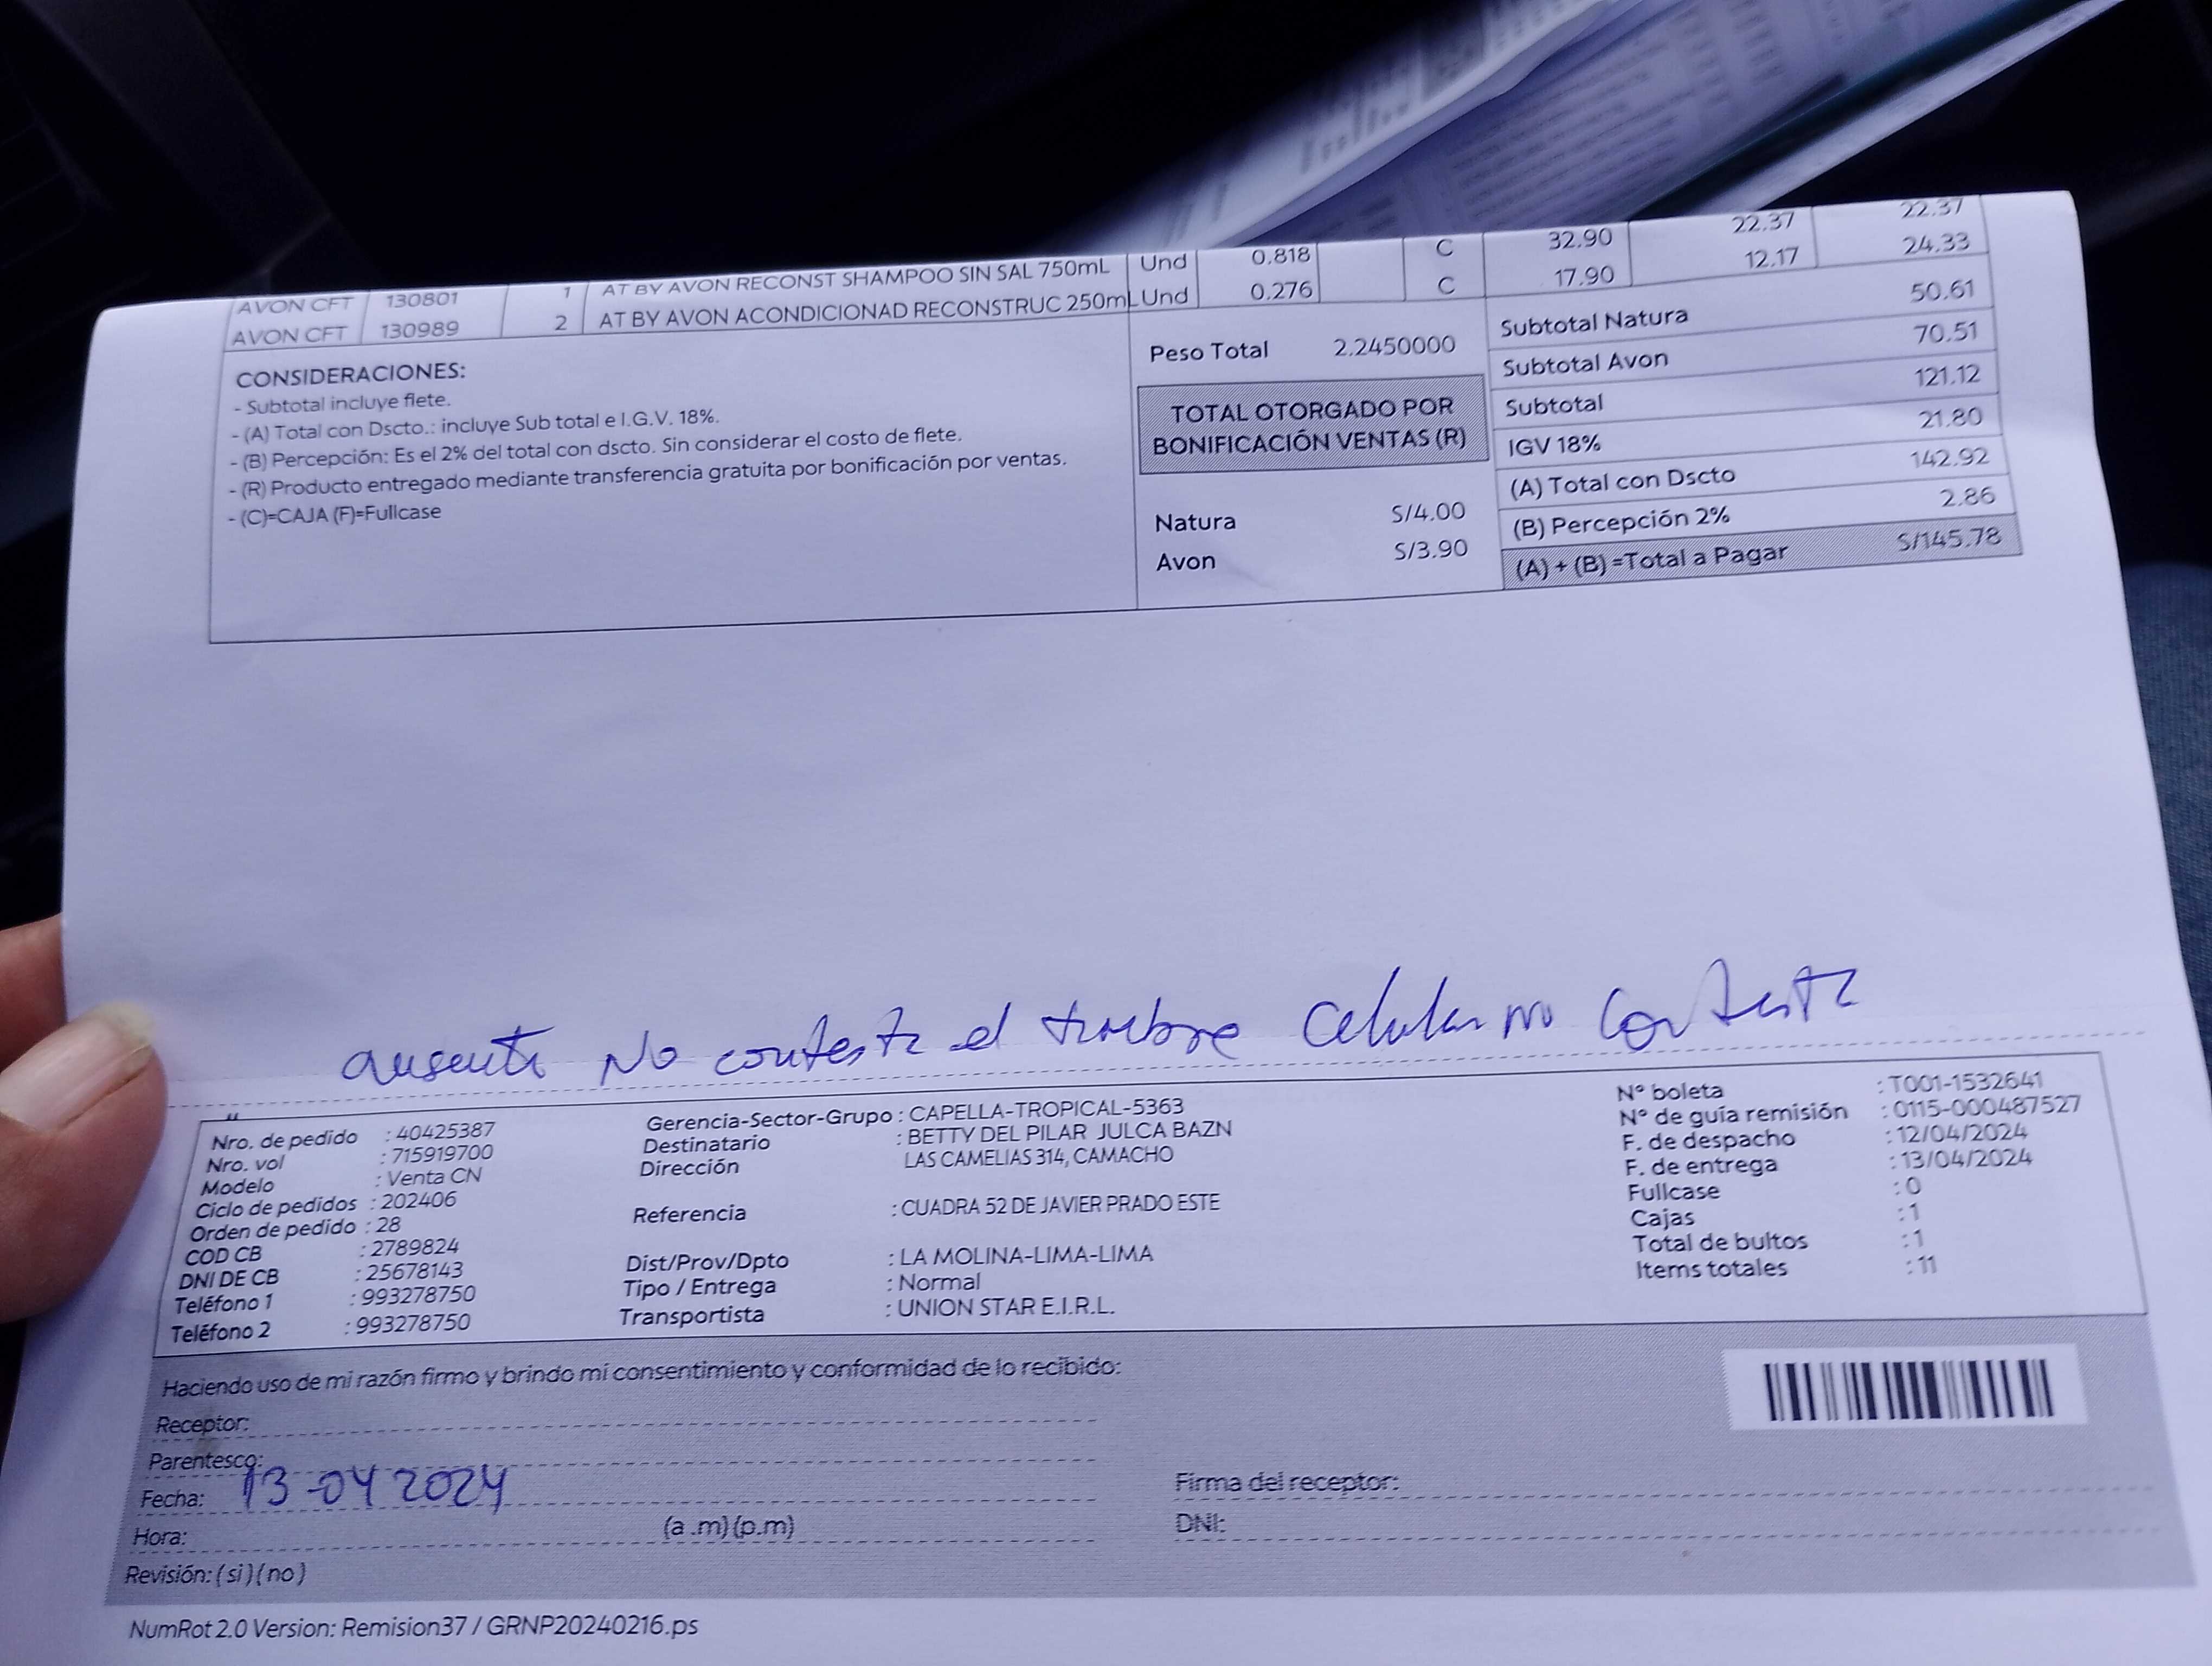 AVON CFT 130801 1 AT BY AVON RECONST SHAMPOO SIN SAL 750mL Und 0.818 C 32.90 22.37 22.37
AVON CFT 130989 2 AT BY AVON ACONDICIONAD RECONSTRUC 250mL Und 0.276 C 17.90 12.17 24.33
CONSIDERACIONES:
- Subtotal incluye flete.
- (A) Total con Dscto.: incluye Sub total e I.G.V. 18%.
- (B) Percepción: Es el 2% del total con dscto. Sin considerar el costo de flete.
- (R) Producto entregado mediante transferencia gratuita por bonificación por ventas.
- (C)=CAJA (F)=Fullcase
Peso Total 2.2450000
TOTAL OTORGADO POR
BONIFICACIÓN VENTAS (R)
Natura S/4.00
Avon S/3.90
Subtotal Natura 50.61
Subtotal Avon 70.51
Subtotal 121.12
IGV 18% 21.80
(A) Total con Dscto 142.92
(B) Percepción 2% 2.86
(A) + (B) =Total a Pagar S/145.78
ausente No contesta el timbre Celular no contesta
Nro. de pedido : 40425387
Nro. vol : 715919700
Modelo : Venta CN
Ciclo de pedidos : 202406
Orden de pedido : 28
COD CB : 2789824
DNI DE CB : 25678143
Teléfono 1 : 993278750
Teléfono 2 : 993278750
Gerencia-Sector-Grupo : CAPELLA-TROPICAL-5363
Destinatario : BETTY DEL PILAR JULCA BAZN
Dirección LAS CAMELIAS 314, CAMACHO
Referencia : CUADRA 52 DE JAVIER PRADO ESTE
Dist/Prov/Dpto : LA MOLINA-LIMA-LIMA
Tipo / Entrega : Normal
Transportista : UNION STAR E.I.R.L.
N° boleta : T001-1532641
N° de guía remisión : 0115-000487527
F. de despacho : 12/04/2024
F. de entrega : 13/04/2024
Fullcase : 0
Cajas : 1
Total de bultos : 1
Items totales : 11
Haciendo uso de mi razón firmo y brindo mi consentimiento y conformidad de lo recibido:
Receptor:
Parentesco:
Fecha: 13-04 2024
Hora: (a .m) (p.m)
Revisión: ( si ) ( no )
Firma del receptor:
DNI:
NumRot 2.0 Version: Remision37 / GRNP20240216.ps